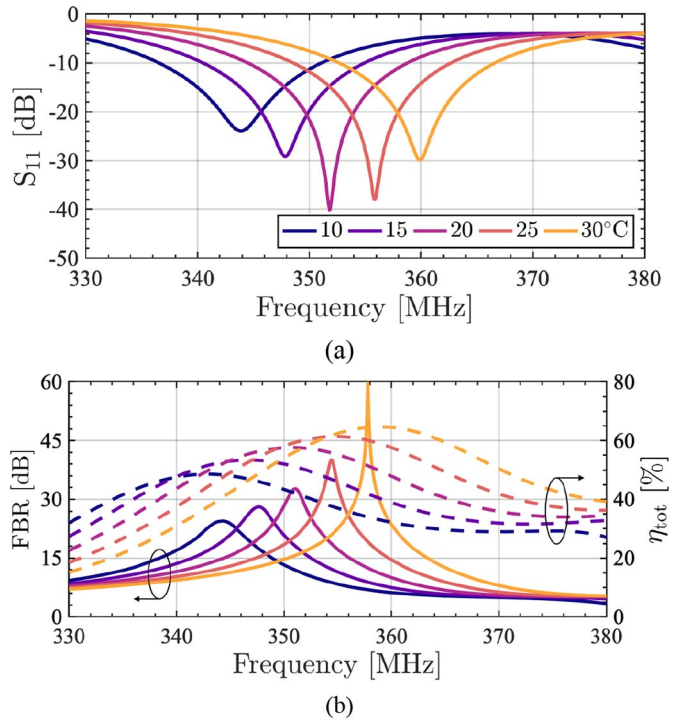 0
-10
-20
-30
-40
-50
S11 [dB]
10 15 20 25 30°C
330 340 350 360 370 380
Frequency [MHz]
(a)
60
45
30
15
0
FBR [dB]
80
60
40
20
0
ηtot [%]
330 340 350 360 370 380
Frequency [MHz]
(b)